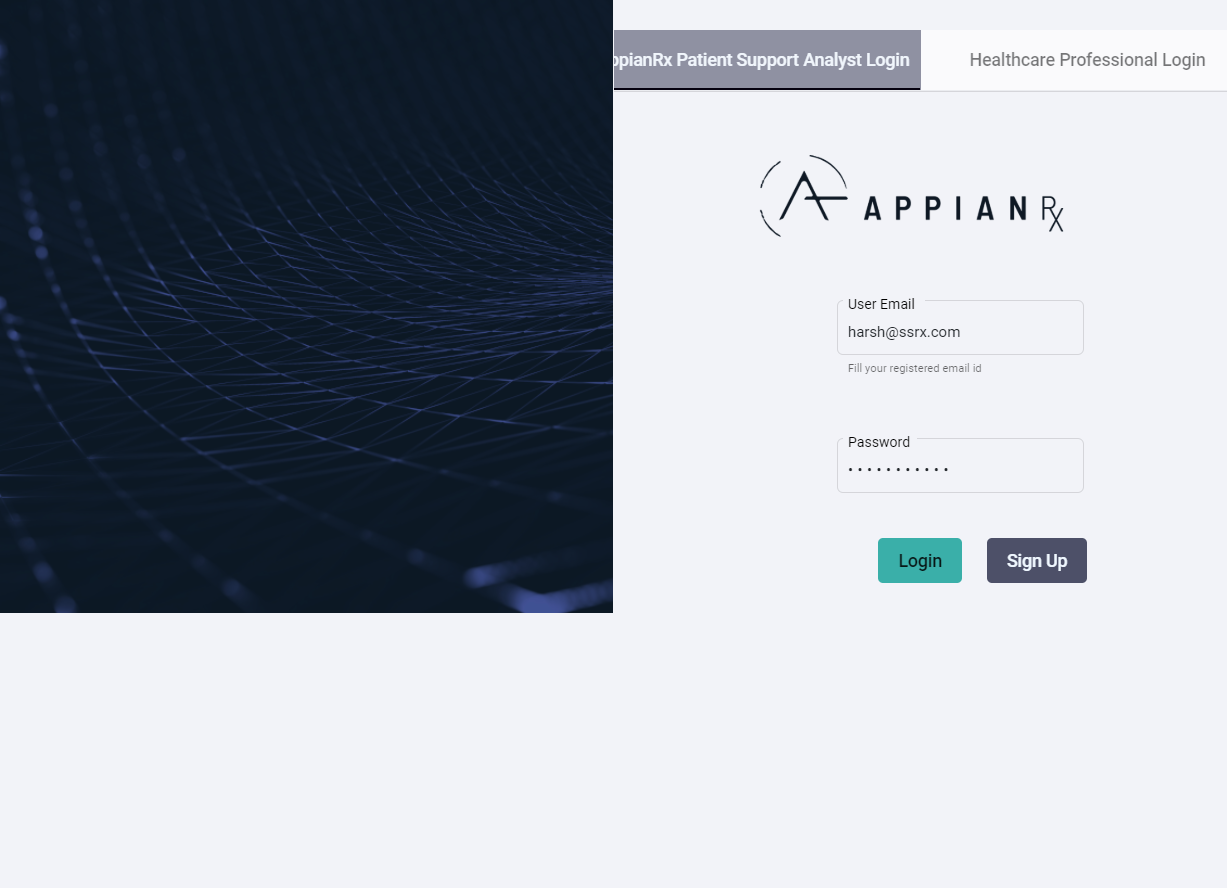 ppianRx Patient Support Analyst Login
Healthcare Professional Login
APPIAN Rx
User Email
harsh@ssrx.com
Fill your registered email id
Password
•••••••••••
Login
Sign Up